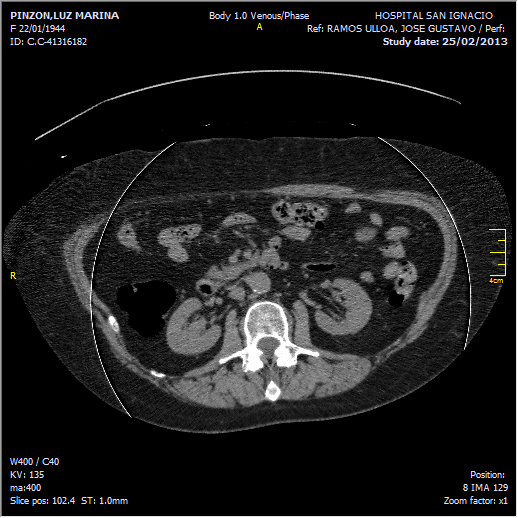 PINZON,LUZ MARINA
F 22/01/1944
ID: C.C-41316182
Body 1.0 Venous/Phase
A
HOSPITAL SAN IGNACIO
Ref: RAMOS ULLOA, JOSE GUSTAVO / Perf:
Study date: 25/02/2013
R
4cm
W400 / C40
KV: 135
ma:400
Slice pos: 102.4 ST: 1.0mm
Position:
8 IMA 129
Zoom factor: x1